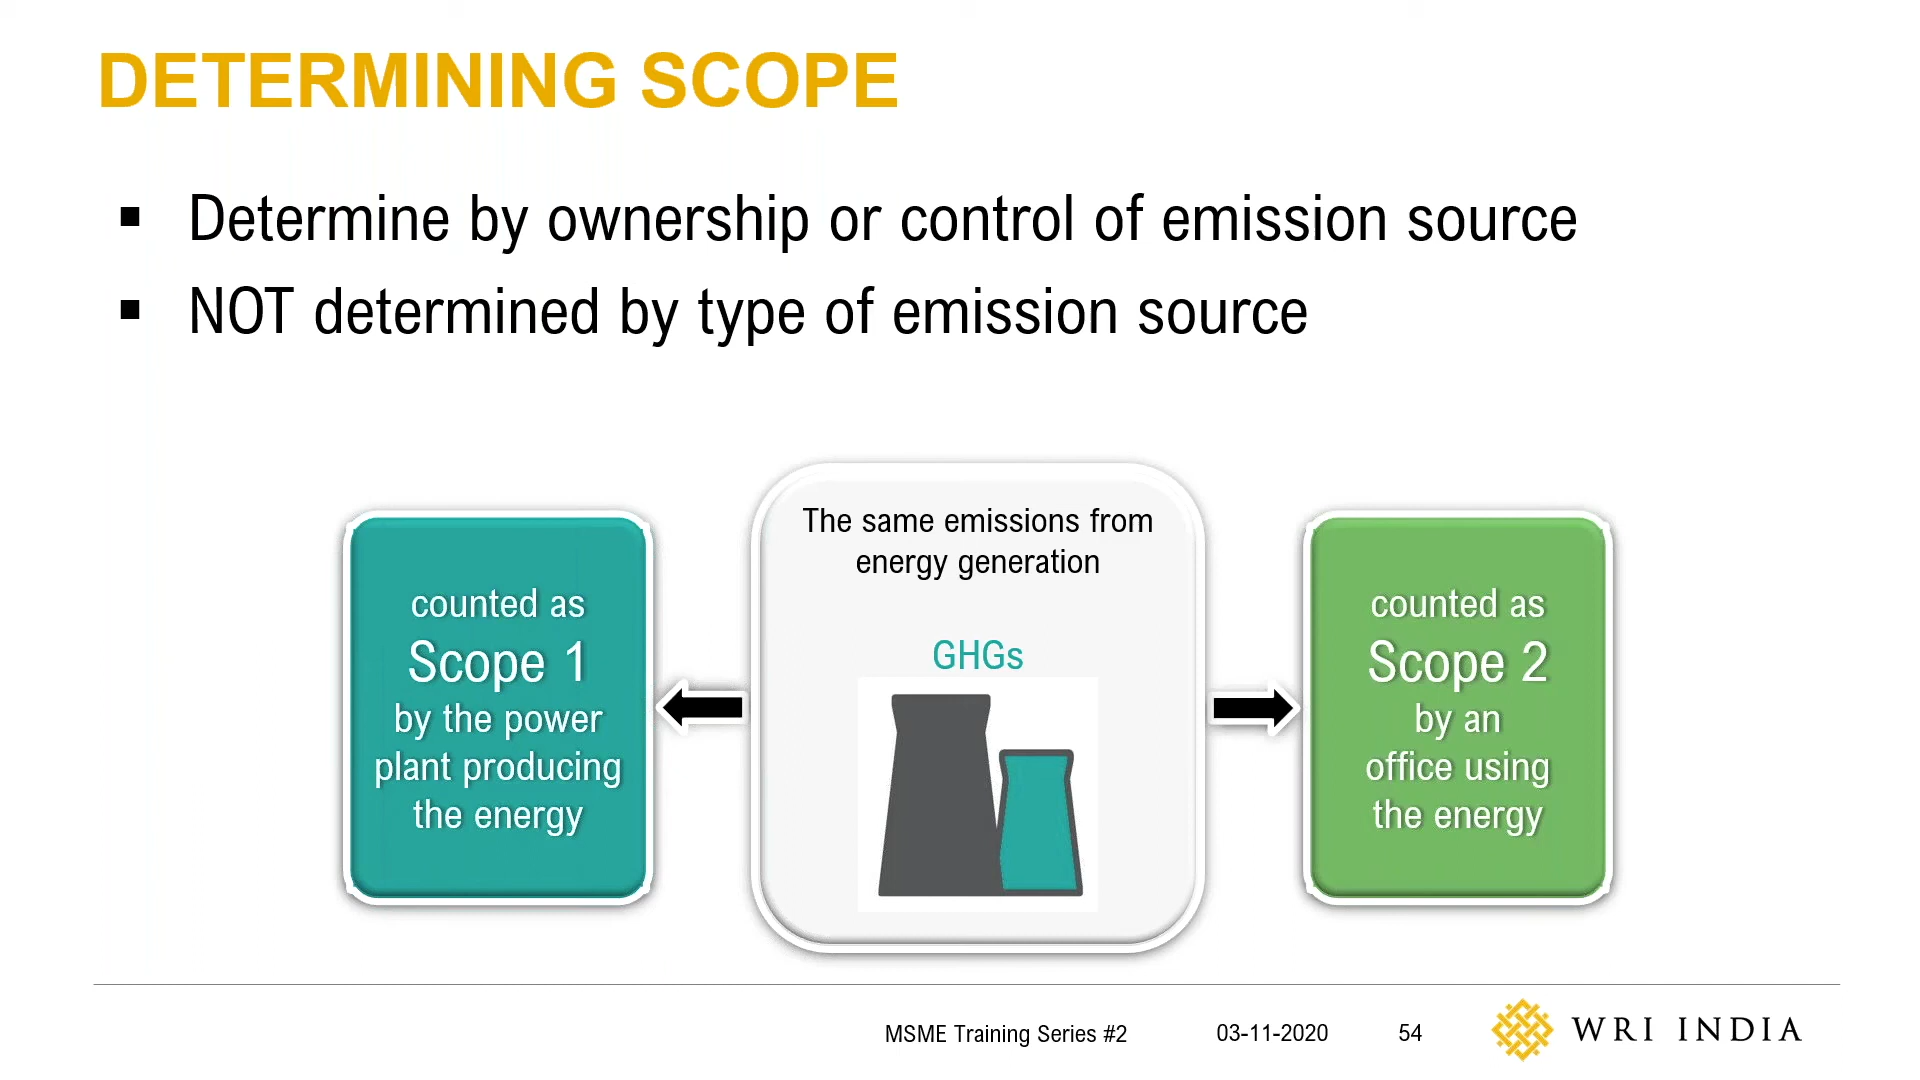 DETERMINING SCOPE
▪ Determine by ownership or control of emission source
▪ NOT determined by type of emission source
counted as
Scope 1
by the power
plant producing
the energy
The same emissions from
energy generation
GHGs
counted as
Scope 2
by an
office using
the energy
MSME Training Series #2 03-11-2020 54 WRI INDIA